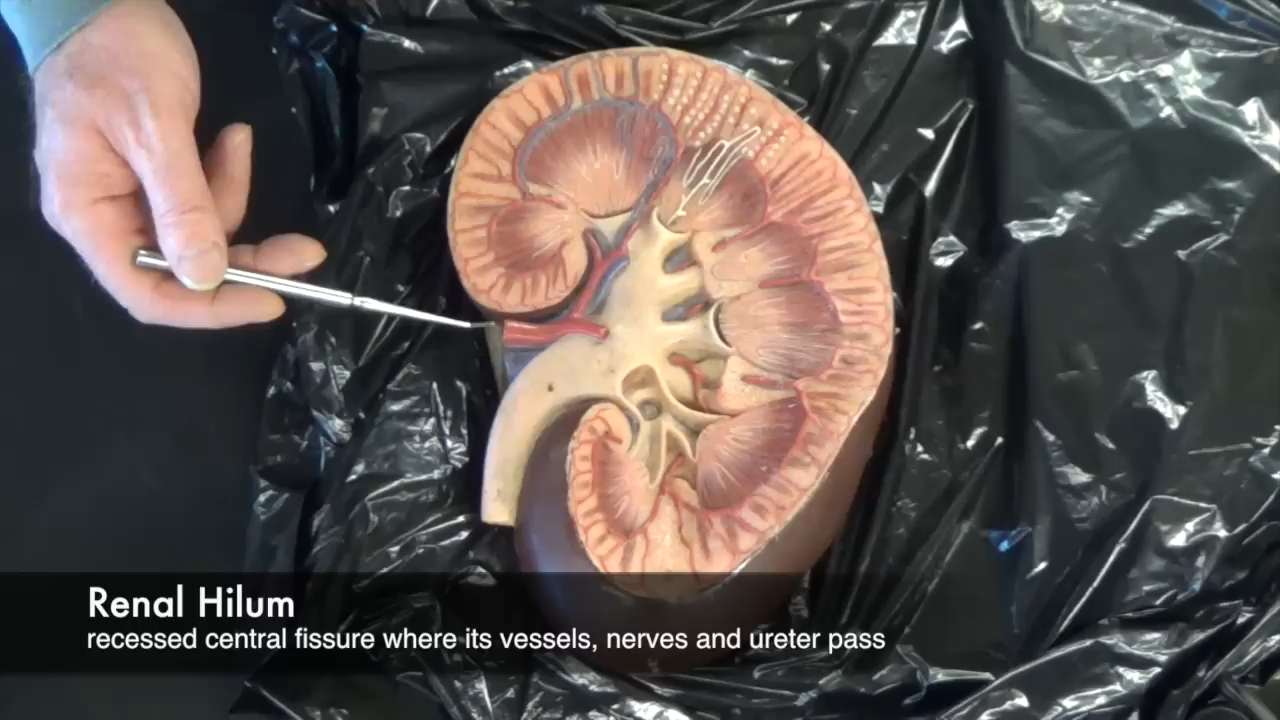 Renal Hilum
recessed central fissure where its vessels, nerves and ureter pass